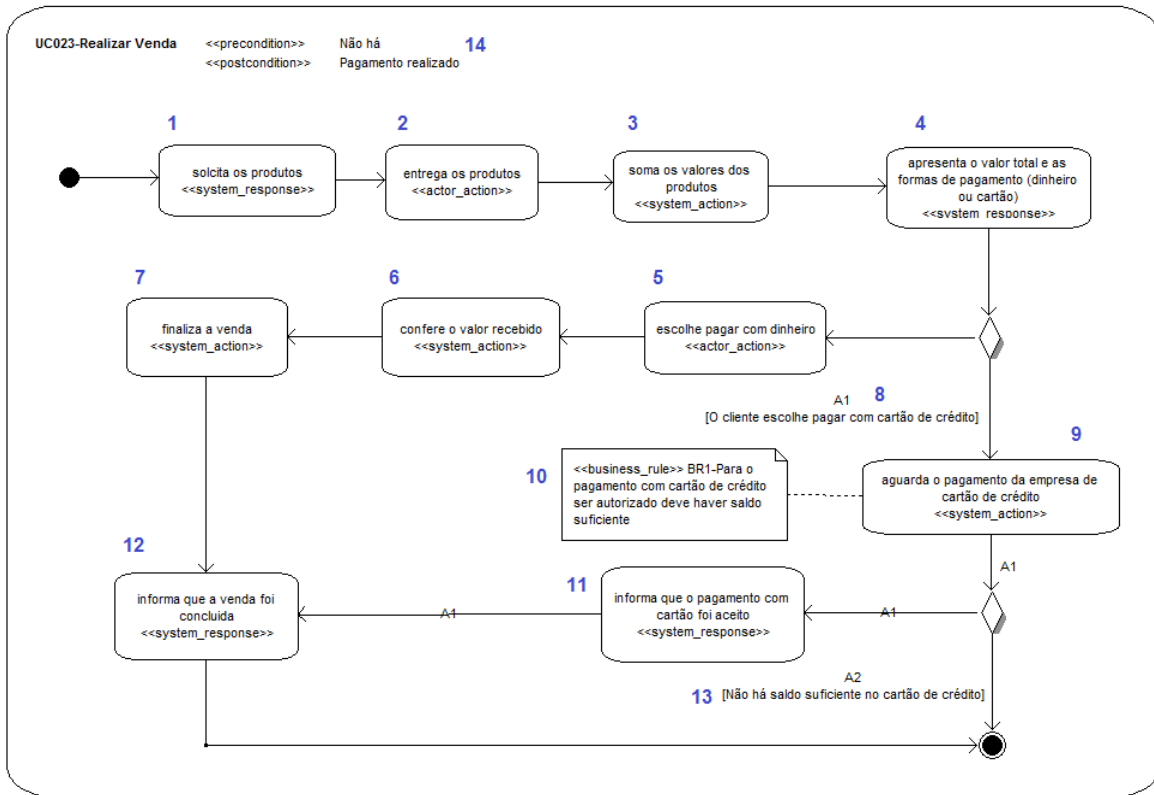 UC023-Realizar Venda <<precondition>> Não há 14
<<postcondition>> Pagamento realizado
1
solcita os produtos
<<system_response>>
2
entrega os produtos
<<actor_action>>
3
soma os valores dos
produtos
<<system_action>>
4
apresenta o valor total e as
formas de pagamento (dinheiro
ou cartão)
<<system_response>>
7
finaliza a venda
<<system_action>>
6
confere o valor recebido
<<system_action>>
5
escolhe pagar com dinheiro
<<actor_action>>
8
A1
[O cliente escolhe pagar com cartão de crédito]
9
aguarda o pagamento da empresa de
cartão de crédito
<<system_action>>
10
<<business_rule>> BR1-Para o
pagamento com cartão de crédito
ser autorizado deve haver saldo
suficiente
A1
12
informa que a venda foi
concluida
<<system_response>>
A1
11
informa que o pagamento com
cartão foi aceito
<<system_response>>
A1
A2
13 [Não há saldo suficiente no cartão de crédito]